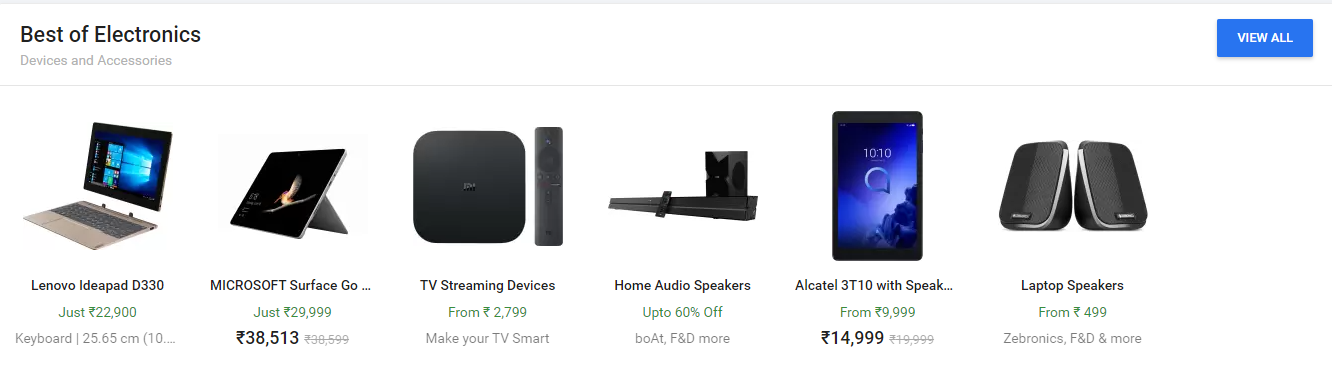 Best of Electronics
Devices and Accessories
VIEW ALL
Lenovo Ideapad D330
Just ₹22,900
Keyboard | 25.65 cm (10....
MICROSOFT Surface Go ...
Just ₹29,999
₹38,513 ₹38,599
TV Streaming Devices
From ₹ 2,799
Make your TV Smart
Home Audio Speakers
Upto 60% Off
boAt, F&D more
10:10
Alcatel 3T10 with Speak...
From ₹9,999
₹14,999 ₹19,999
Laptop Speakers
From ₹ 499
Zebronics, F&D & more